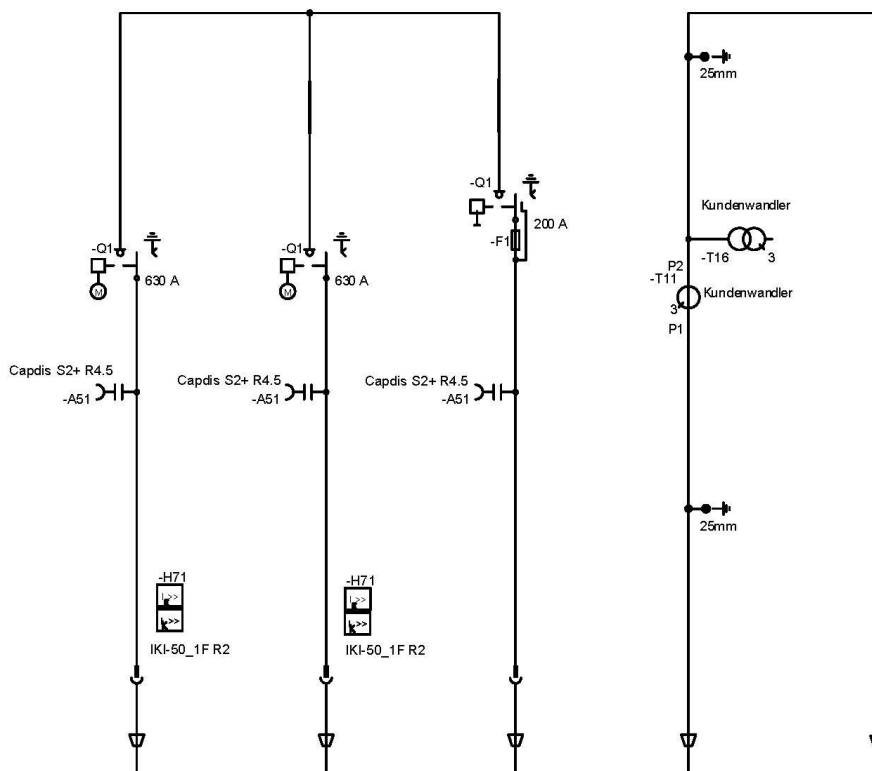 25mm
-Q1
200 A
-F1
Kundenwandler
-Q1
630 A
M
-Q1
630 A
M
-T16
3
P2
-T11
Kundenwandler
3
P1
Capdis S2+ R4.5
-A51
Capdis S2+ R4.5
-A51
Capdis S2+ R4.5
-A51
25mm
-H71
I>>
IKI-50_1F R2
-H71
I>>
IKI-50_1F R2